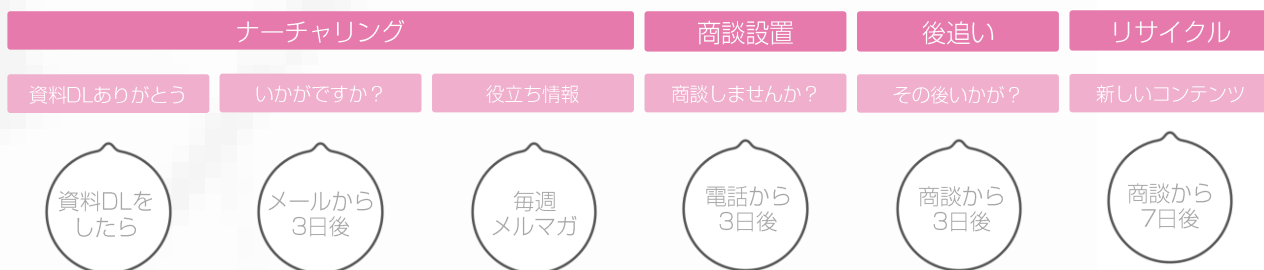 ナーチャリング
商談設置
後追い
リサイクル
資料DLありがとう
いかがですか？
役立ち情報
商談しませんか？
その後いかが？
新しいコンテンツ
資料DLを
したら
メールから
3日後
毎週
メルマガ
電話から
3日後
商談から
3日後
商談から
7日後